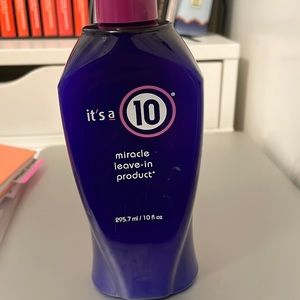 it's a 10®
miracle
leave-in
product*
295.7 ml / 10 fl oz